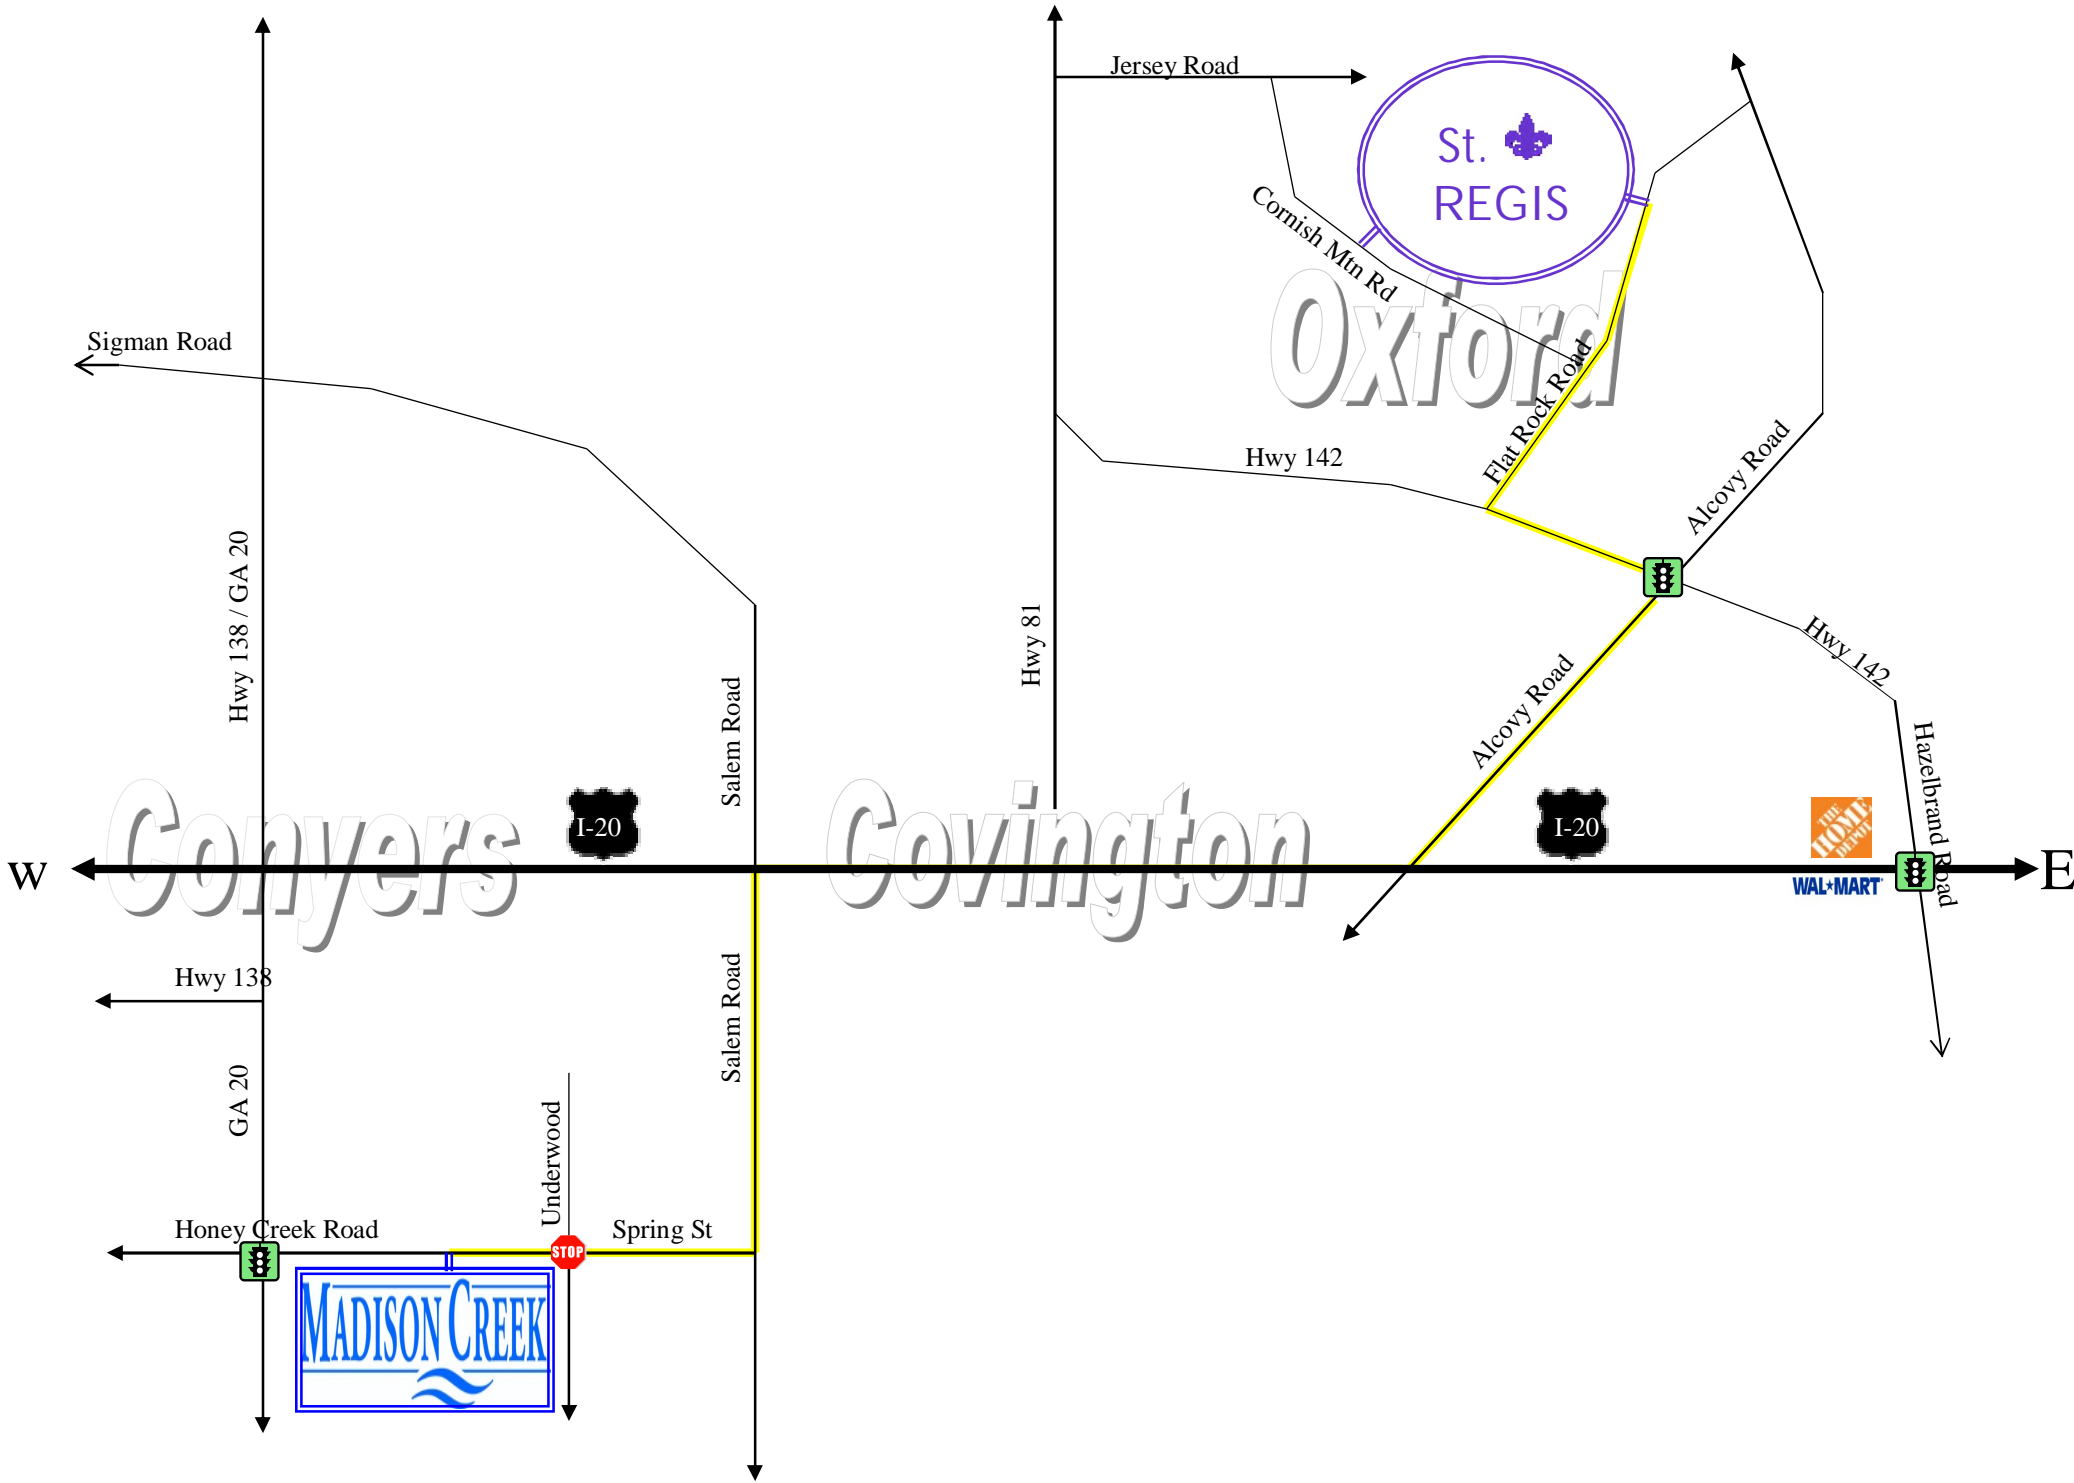 Jersey Road
St.
REGIS
Cornish Mtn Rd
Oxford
Sigman Road
Flat Rock Road
Hwy 142
Alcovy Road
Hwy 138 / GA 20
Hwy 81
Hwy 142
Salem Road
Alcovy Road
Hazelbrand Road
Conyers
I-20
Covington
I-20
THE
HOME
DEPOT
W
E
WAL★MART
Hwy 138
Salem Road
GA 20
Underwood
Honey Creek Road
STOP
Spring St
MADISON CREEK